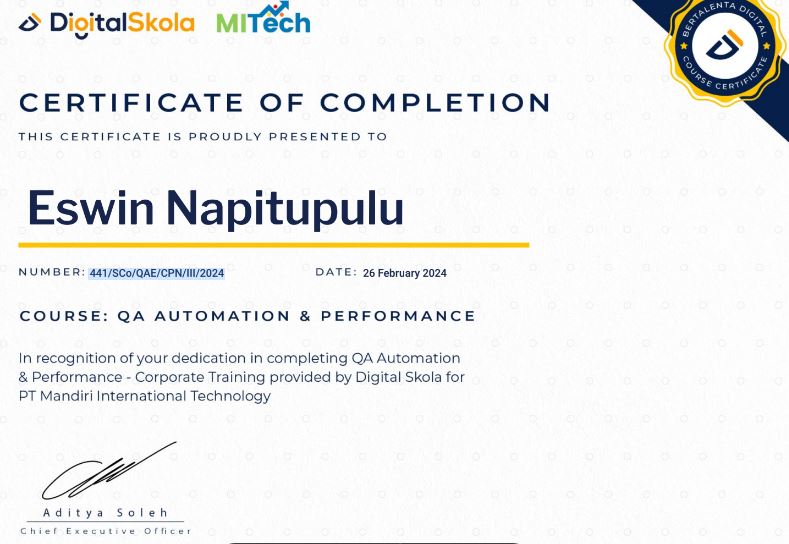 DigitalSkola MITech
BERTALENTA DIGITAL
COURSE CERTIFICATE
CERTIFICATE OF COMPLETION
THIS CERTIFICATE IS PROUDLY PRESENTED TO
Eswin Napitupulu
NUMBER: 441/SCo/QAE/CPN/III/2024 DATE: 26 February 2024
COURSE: QA AUTOMATION & PERFORMANCE
In recognition of your dedication in completing QA Automation
& Performance - Corporate Training provided by Digital Skola for
PT Mandiri International Technology
Aditya Soleh
Chief Executive Officer